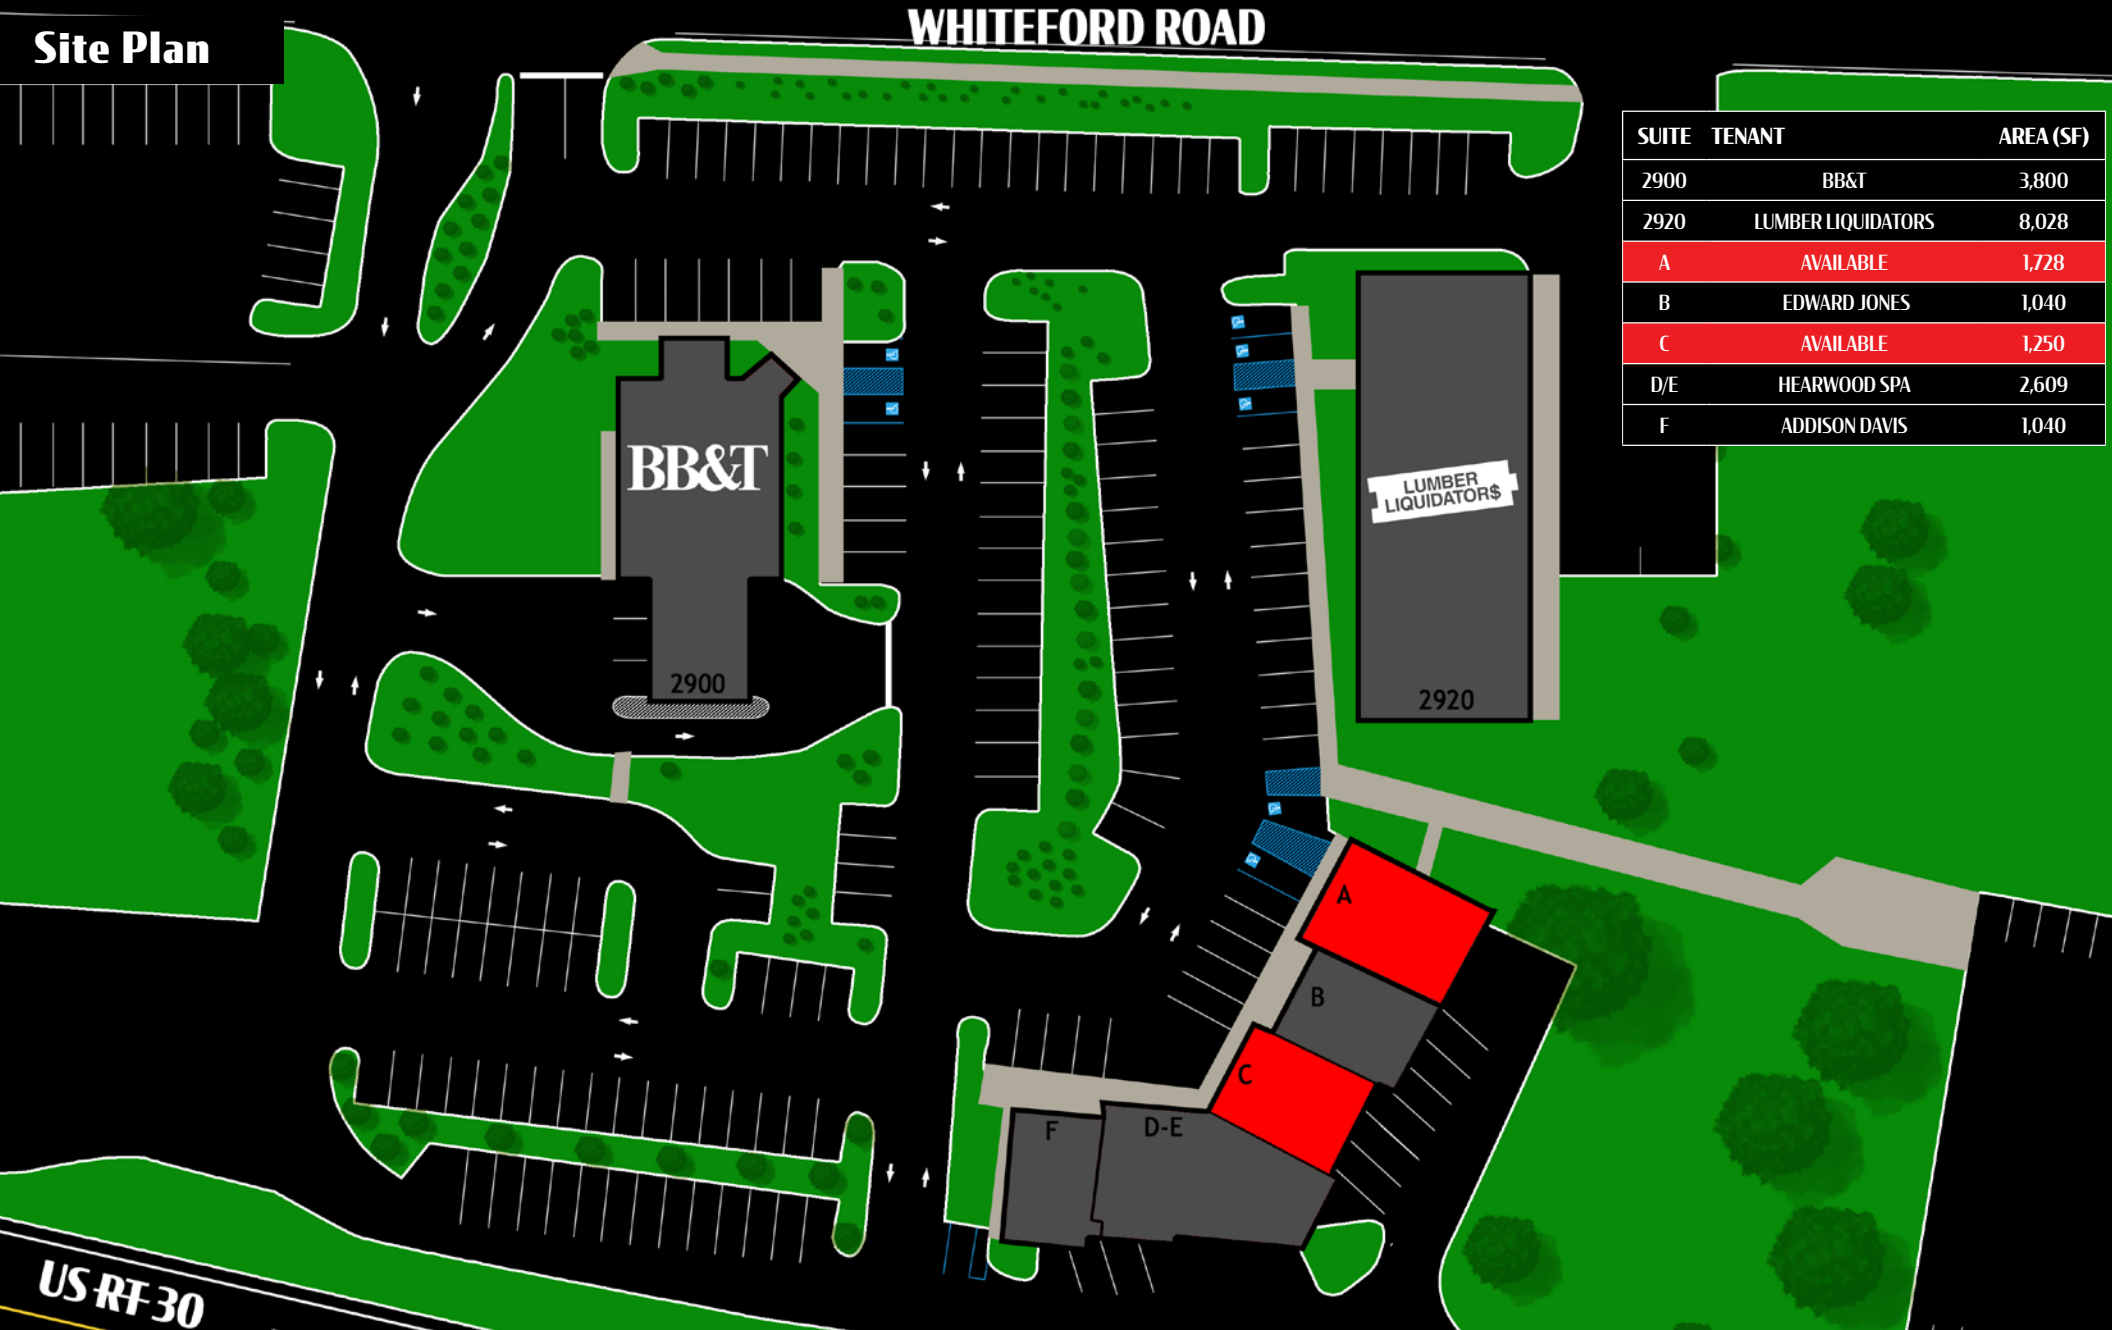 WHITEFORD ROAD
Site Plan
SUITE TENANT AREA (SF)
2900 BB&T 3,800
2920 LUMBER LIQUIDATORS 8,028
A AVAILABLE 1,728
B EDWARD JONES 1,040
C AVAILABLE 1,250
D/E HEARWOOD SPA 2,609
F ADDISON DAVIS 1,040
BB&T
2900
LUMBER
LIQUIDATOR$
2920
A
B
C
D-E
F
US RT 30